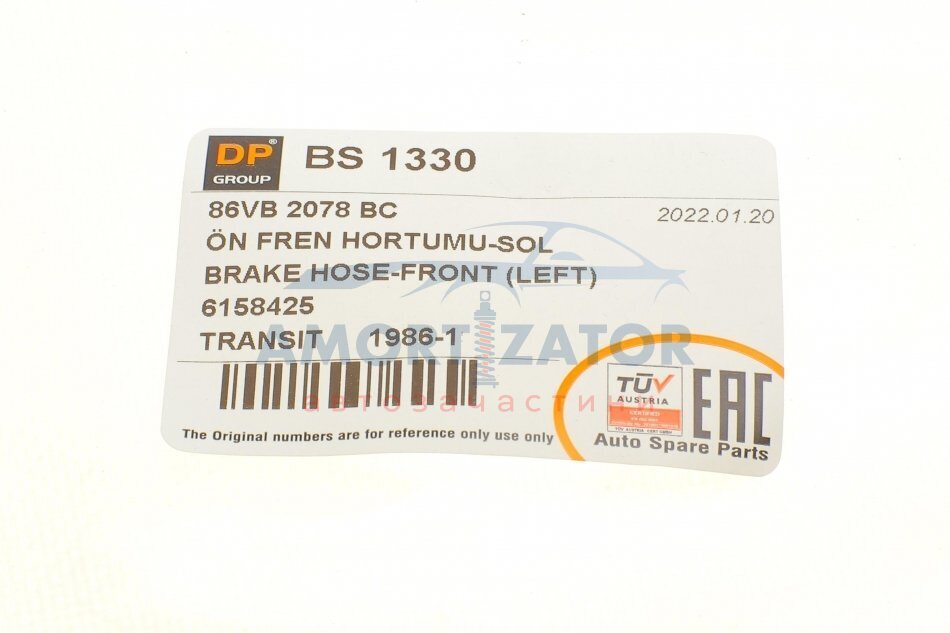 DP®
GROUP
BS 1330
86VB 2078 BC
2022.01.20
ÖN FREN HORTUMU-SOL
BRAKE HOSE-FRONT (LEFT)
6158425
TRANSIT 1986-1
AMORTIZATOR
автозачастини
The Original numbers are for reference only use only
TÜV
AUSTRIA
CERTIFIED
EAC
Auto Spare Parts